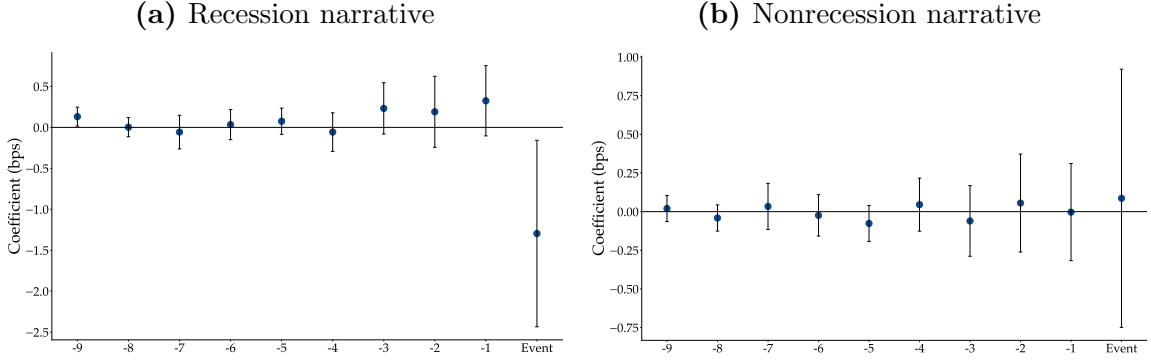 (a) Recession narrative
Coefficient (bps)
0.5
0.0
−0.5
−1.0
−1.5
−2.0
−2.5
-9 -8 -7 -6 -5 -4 -3 -2 -1 Event
(b) Nonrecession narrative
Coefficient (bps)
1.00
0.75
0.50
0.25
0.00
−0.25
−0.50
−0.75
-9 -8 -7 -6 -5 -4 -3 -2 -1 Event